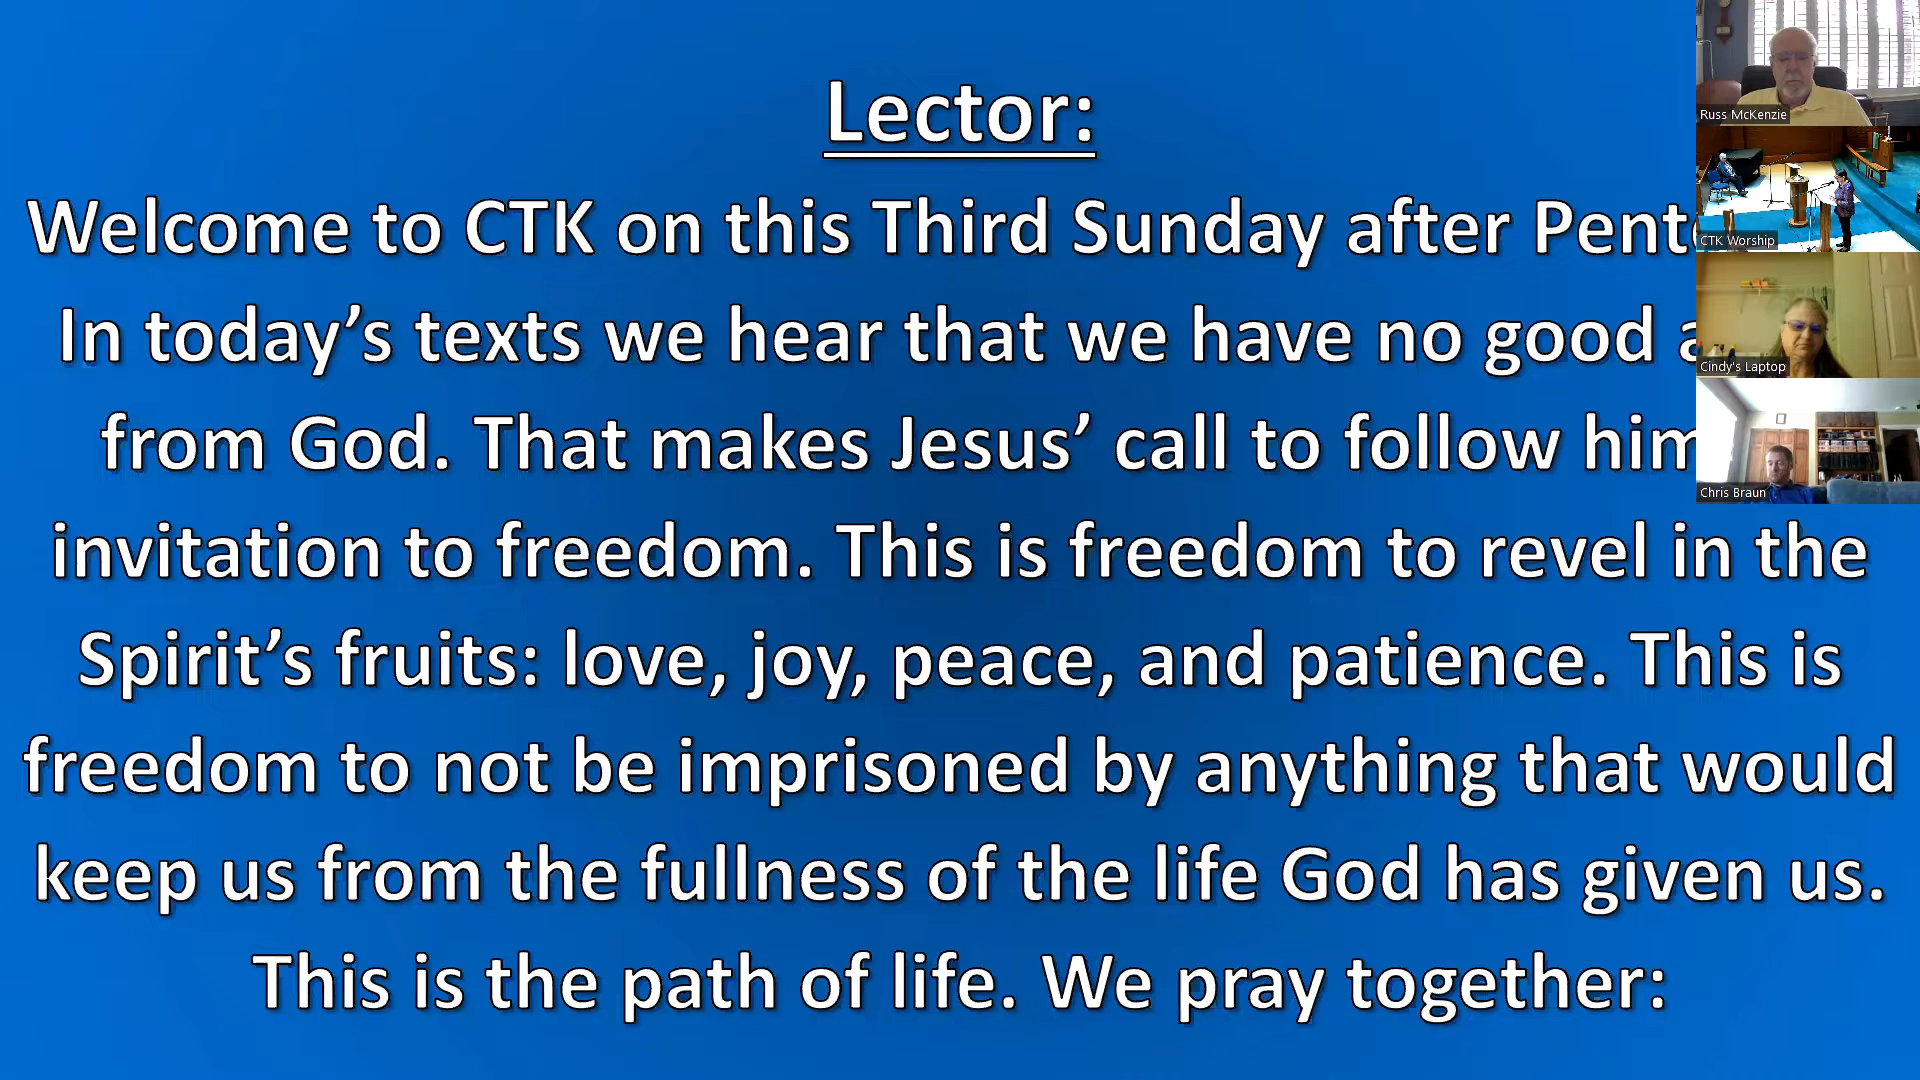 Lector:
Welcome to CTK on this Third Sunday after
In today’s texts we hear that we have no good
from God. That makes Jesus’ call to follow him
invitation to freedom. This is freedom to revel in the
Spirit’s fruits: love, joy, peace, and patience. This is
freedom to not be imprisoned by anything that would
keep us from the fullness of the life God has given us.
This is the path of life. We pray together:
Russ McKenzie
CTK Worship
Cindy's Laptop
Chris Braun